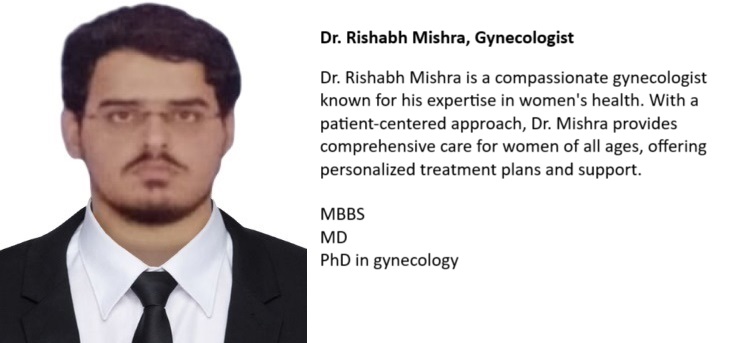 Dr. Rishabh Mishra, Gynecologist
Dr. Rishabh Mishra is a compassionate gynecologist
known for his expertise in women's health. With a
patient-centered approach, Dr. Mishra provides
comprehensive care for women of all ages, offering
personalized treatment plans and support.
MBBS
MD
PhD in gynecology